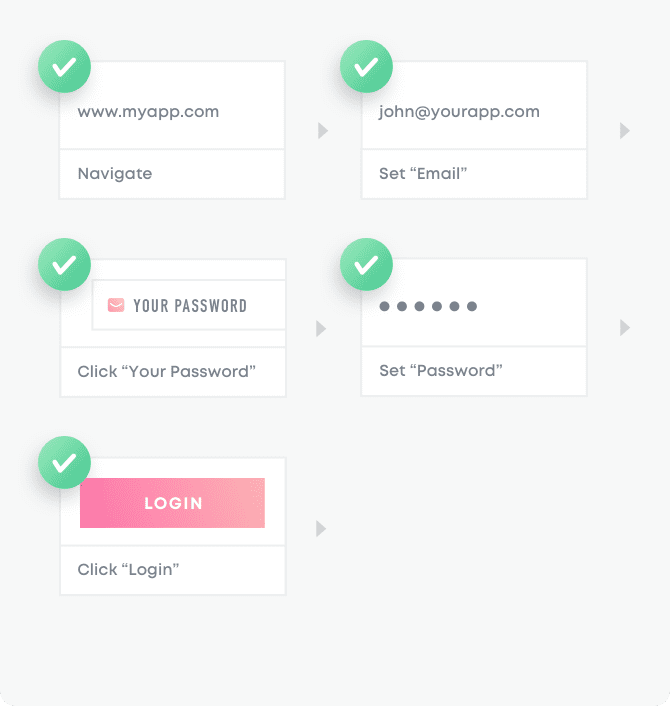 www.myapp.com
Navigate
john@yourapp.com
Set “Email”
YOUR PASSWORD
Click “Your Password”
Set “Password”
LOGIN
Click “Login”